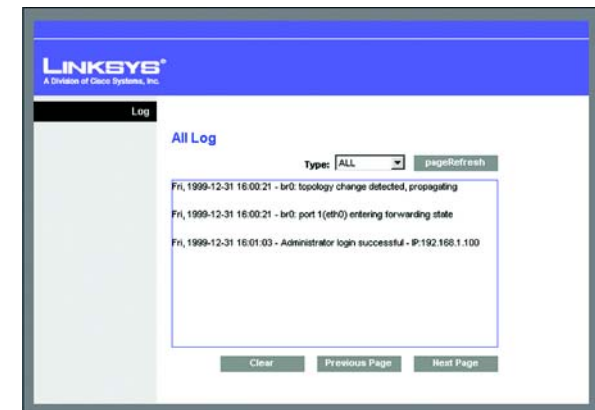 LINKSYS®
A Division of Cisco Systems, Inc.
Log
All Log
Type: ALL pageRefresh
Fri, 1999-12-31 16:00:21 - br0: topology change detected, propagating
Fri, 1999-12-31 16:00:21 - br0: port 1(eth0) entering forwarding state
Fri, 1999-12-31 16:01:03 - Administrator login successful - IP:192.168.1.100
Clear Previous Page Next Page